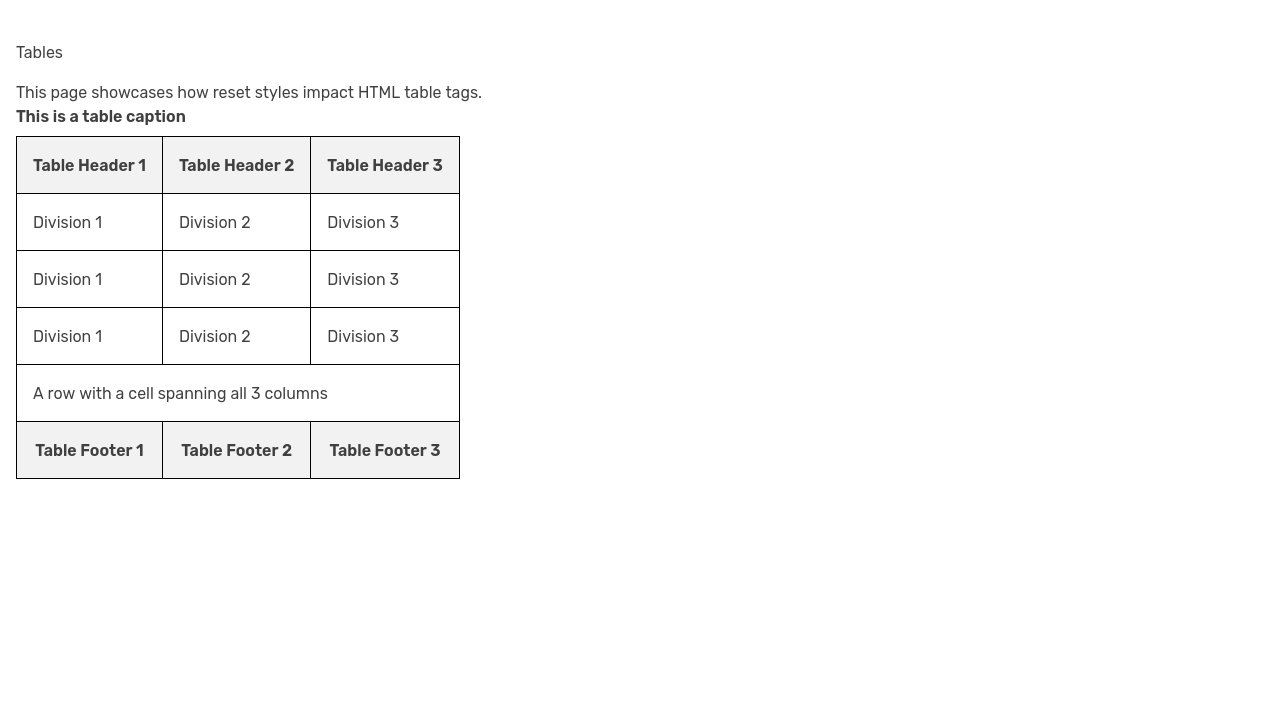 Tables
This page showcases how reset styles impact HTML table tags.
This is a table caption
Table Header 1 Table Header 2 Table Header 3
Division 1 Division 2 Division 3
Division 1 Division 2 Division 3
Division 1 Division 2 Division 3
A row with a cell spanning all 3 columns
Table Footer 1 Table Footer 2 Table Footer 3